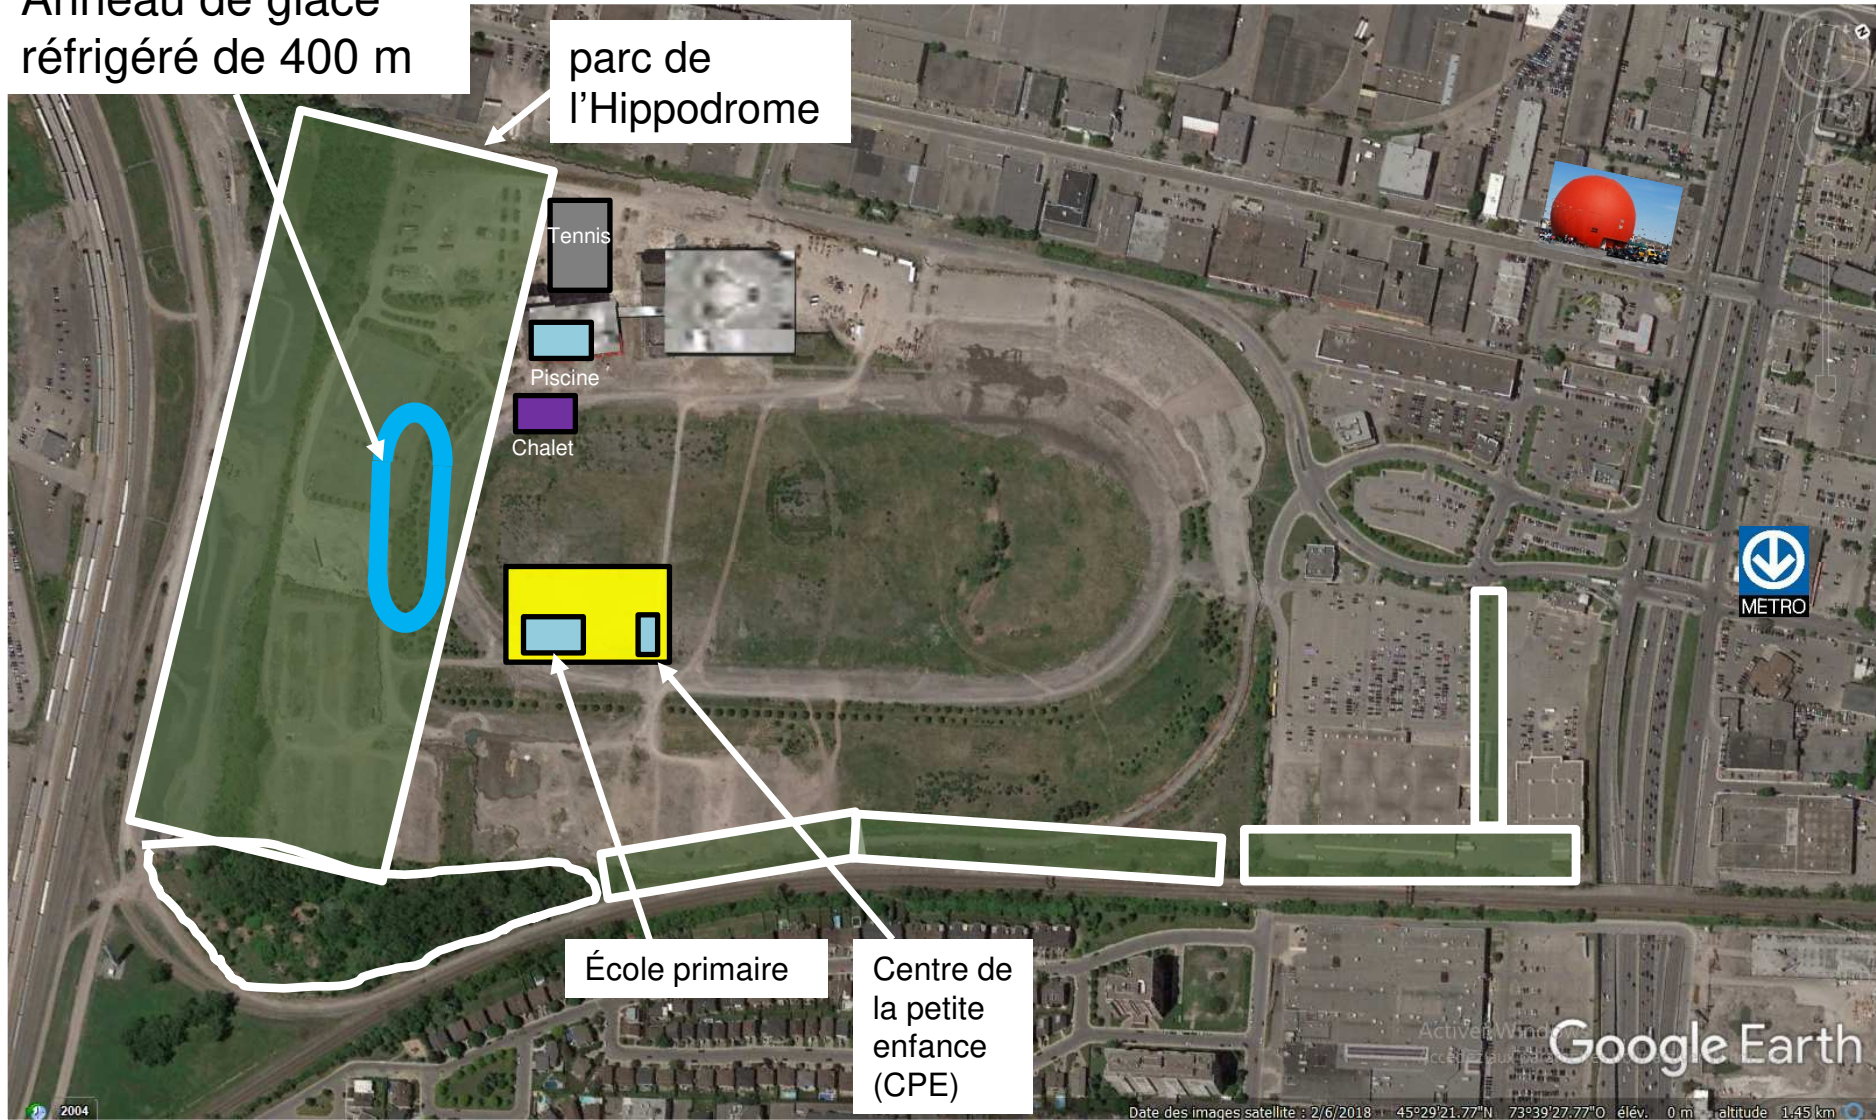 Anneau de glace
réfrigéré de 400 m
parc de
l'Hippodrome
Tennis
Piscine
Chalet
METRO
École primaire
Centre de
la petite
enfance
(CPE)
Activer Windows
Google Earth
2004
Date des images satellite : 2/6/2018 45°29'21.77"N 73°39'27.77"O élév. 0 m altitude 1.45 km